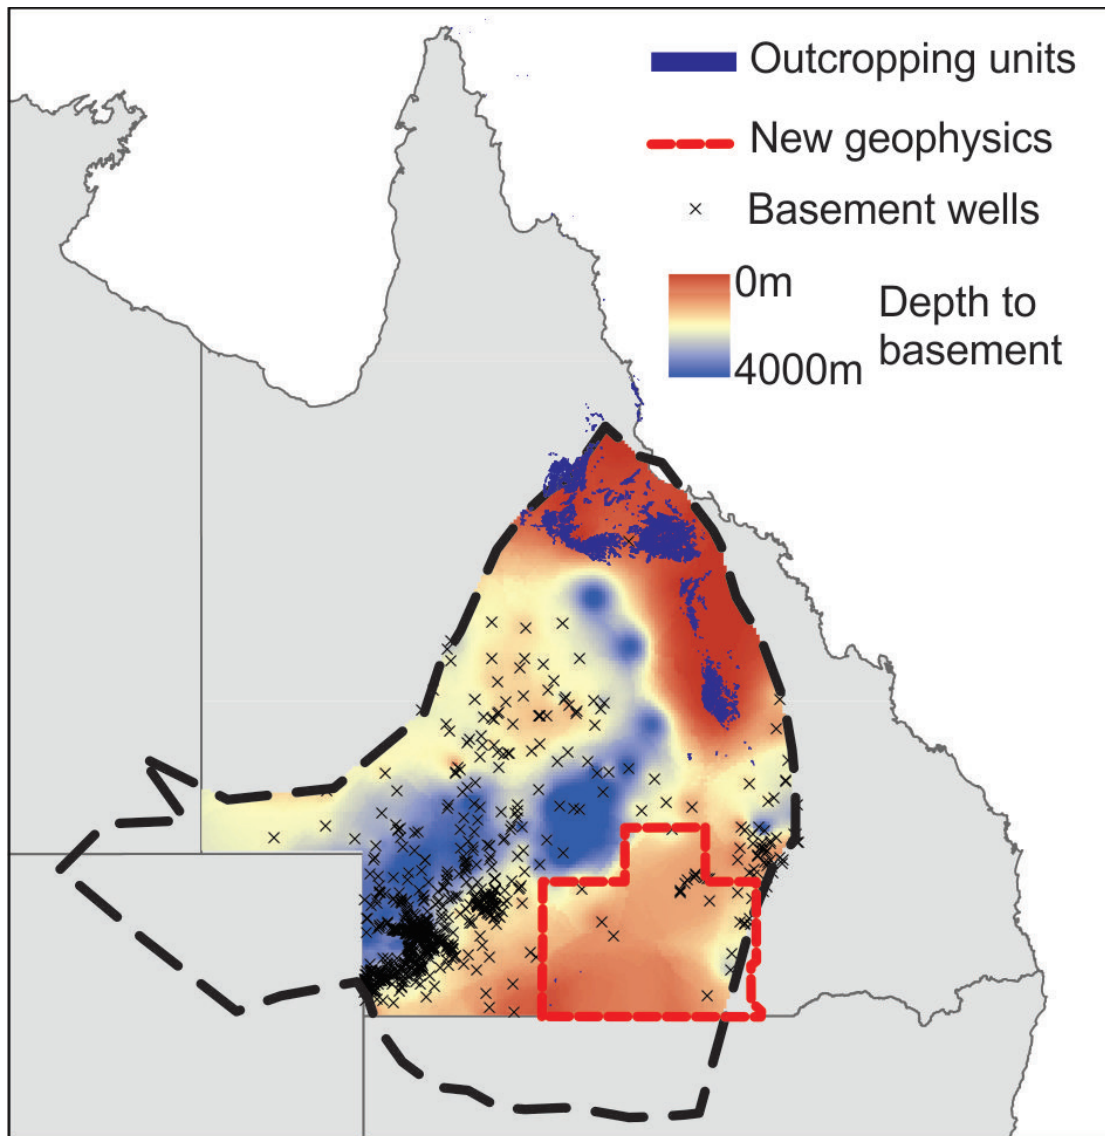 Outcropping units
New geophysics
Basement wells
0m
Depth to
basement
4000m